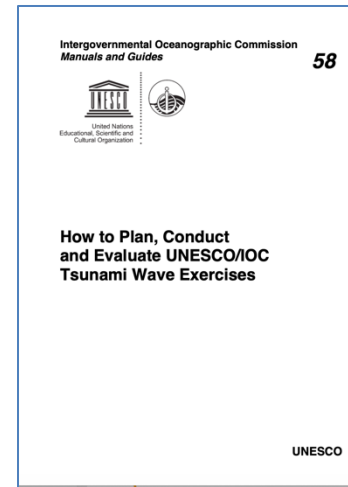 Intergovernmental Oceanographic Commission
Manuals and Guides
58
UNESCO
United Nations
Educational, Scientific and
Cultural Organization
How to Plan, Conduct
and Evaluate UNESCO/IOC
Tsunami Wave Exercises
UNESCO